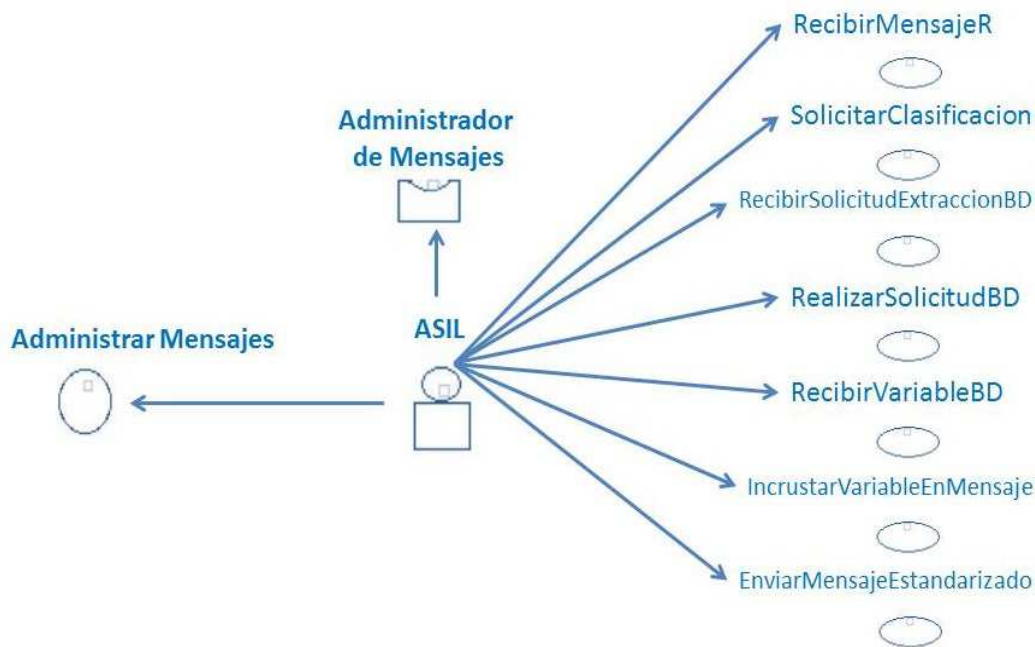 RecibirMensajeR
SolicitarClasificacion
Administrador
de Mensajes
RecibirSolicitudExtraccionBD
RealizarSolicitudBD
ASIL
Administrar Mensajes
RecibirVariableBD
IncrustarVariableEnMensaje
EnviarMensajeEstandarizado